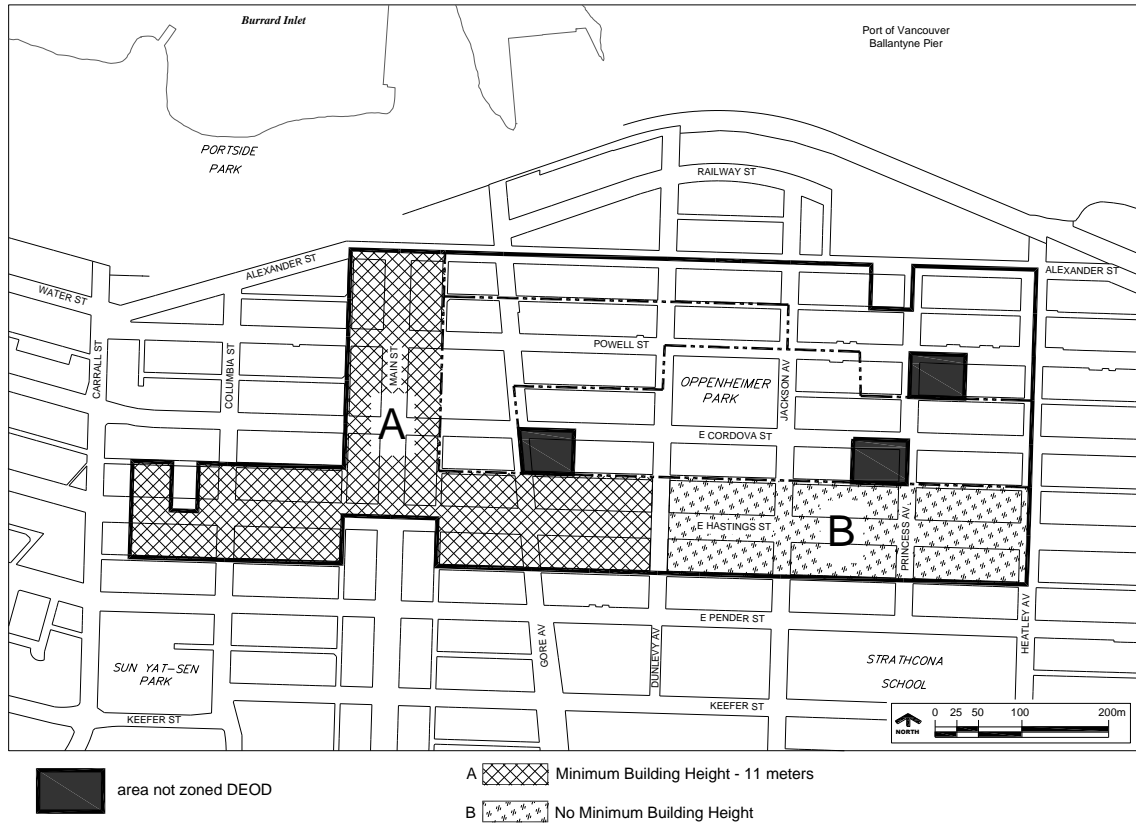 Burrard Inlet
Port of Vancouver
Ballantyne Pier
PORTSIDE
PARK
RAILWAY ST
ALEXANDER ST
ALEXANDER ST
WATER ST
CARRALL ST
COLUMBIA ST
MAIN ST
POWELL ST
OPPENHEIMER
PARK
JACKSON AV
A
E CORDOVA ST
E HASTINGS ST
B
PRINCESS AV
E PENDER ST
HEATLEY AV
GORE AV
DUNLEVY AV
SUN YAT-SEN
PARK
STRATHCONA
SCHOOL
KEEFER ST
KEEFER ST
NORTH
0 25 50 100 200m
area not zoned DEOD
A Minimum Building Height - 11 meters
B No Minimum Building Height